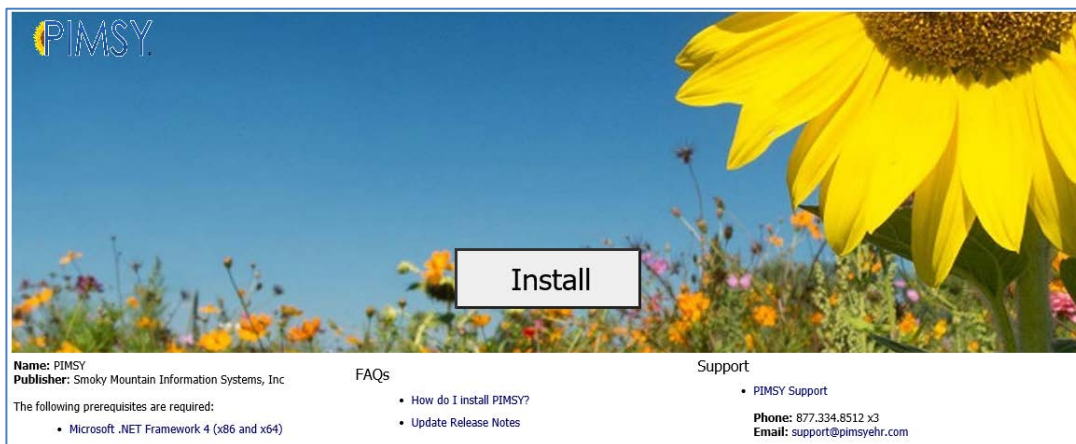 PIMSY
Install
Name: PIMSY
Publisher: Smoky Mountain Information Systems, Inc
The following prerequisites are required:
• Microsoft .NET Framework 4 (x86 and x64)
FAQs
• How do I install PIMSY?
• Update Release Notes
Support
• PIMSY Support
Phone: 877.334.8512 x3
Email: support@pimsyehr.com